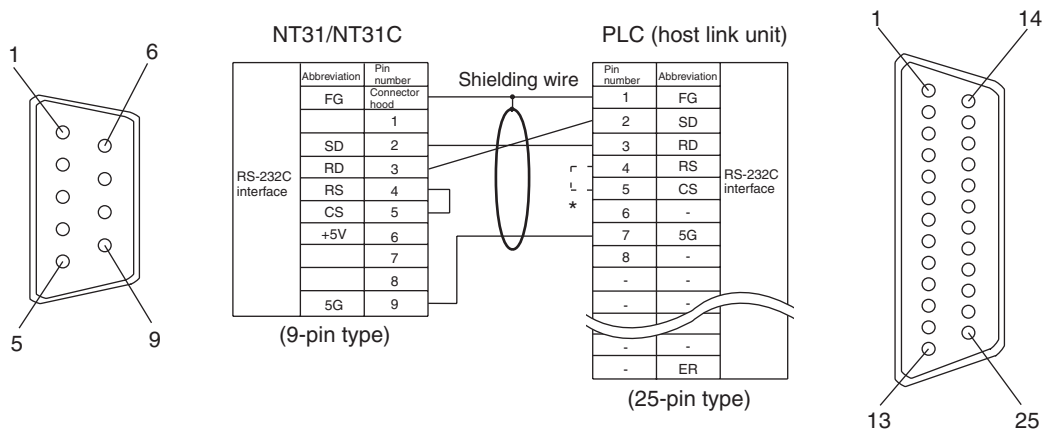 1
6
5
9
NT31/NT31C
Abbreviation
Pin number
FG
Connector hood
1
SD
2
RD
3
RS
4
CS
5
+5V
6
7
8
5G
9
RS-232C
interface
(9-pin type)
Shielding wire
*
PLC (host link unit)
Pin number
Abbreviation
1
FG
2
SD
3
RD
4
RS
5
CS
6
-
7
5G
8
-
-
-
-
-
-
-
-
ER
RS-232C
interface
(25-pin type)
1
14
13
25